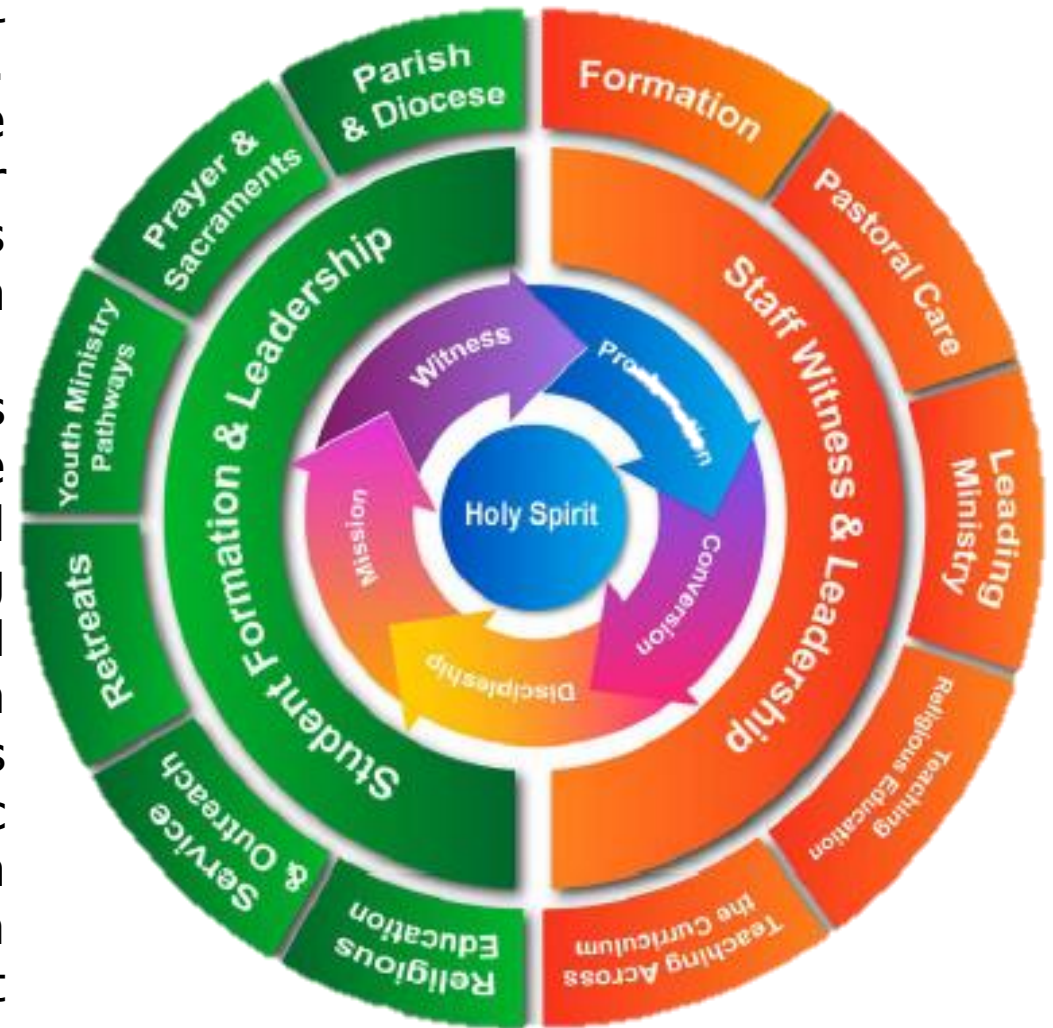 Parish
& Diocese
Formation
Prayer &
Sacraments
Pastoral Care
Youth Ministry
Pathways
Leading
Ministry
Retreats
Teaching
Religious Education
Service
& Outreach
Teaching Across
the Curriculum
Religious
Education
Student Formation & Leadership
Staff Witness & Leadership
Witness
Conversion
Discipleship
Mission
Holy Spirit